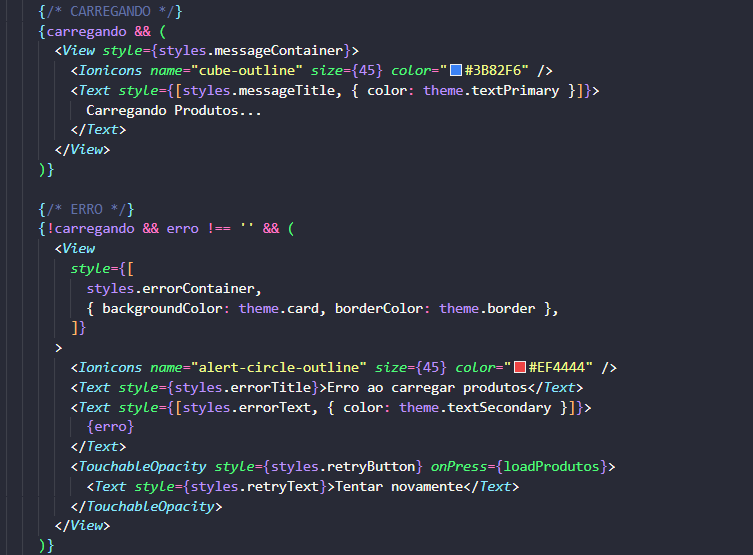 {/* CARREGANDO */}
{carregando && (
<View style={styles.messageContainer}>
<Ionicons name="cube-outline" size={45} color="#3B82F6" />
<Text style={[styles.messageTitle, { color: theme.textPrimary }]}>
Carregando Produtos...
</Text>
</View>
)}
{/* ERRO */}
{!carregando && erro !== '' && (
<View
style={[
styles.errorContainer,
{ backgroundColor: theme.card, borderColor: theme.border },
]}
>
<Ionicons name="alert-circle-outline" size={45} color="#EF4444" />
<Text style={styles.errorTitle}>Erro ao carregar produtos</Text>
<Text style={[styles.errorText, { color: theme.textSecondary }]}>
{erro}
</Text>
<TouchableOpacity style={styles.retryButton} onPress={loadProdutos}>
<Text style={styles.retryText}>Tentar novamente</Text>
</TouchableOpacity>
</View>
)}